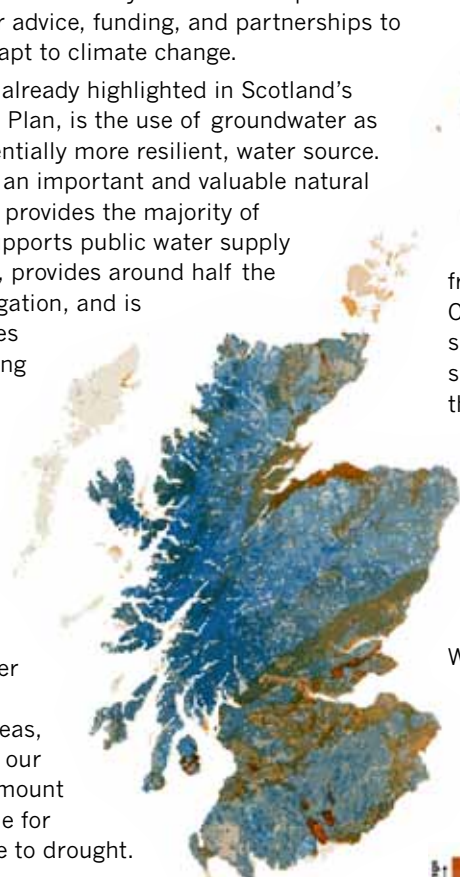 r advice, funding, and partnerships to
apt to climate change.
already highlighted in Scotland’s
Plan, is the use of groundwater as
entially more resilient, water source.
an important and valuable natural
provides the majority of
pports public water supply
, provides around half the
gation, and is
es
ng
er
eas,
our
mount
e for
e to drought.
fr
C
s
s
th
W